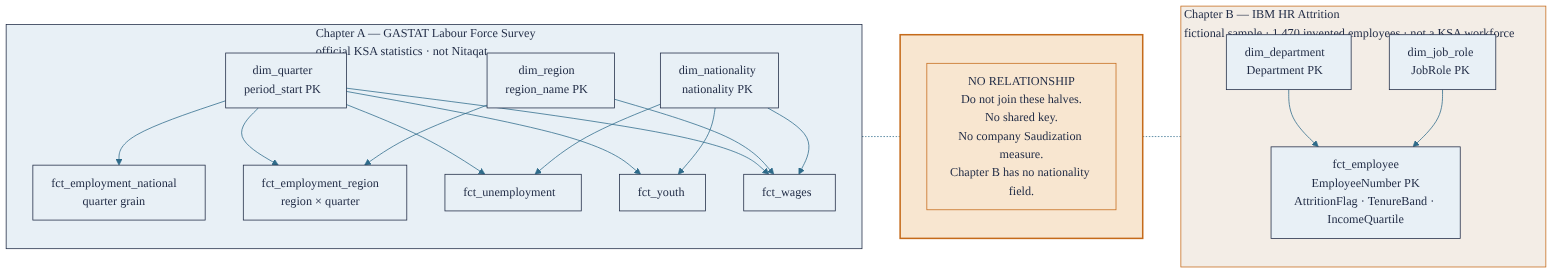 Chapter A — GASTAT Labour Force Survey
official KSA statistics · not Nitaqat
dim_quarter
period_start PK
dim_region
region_name PK
dim_nationality
nationality PK
fct_employment_national
quarter grain
fct_employment_region
region × quarter
fct_unemployment
fct_youth
fct_wages
NO RELATIONSHIP
Do not join these halves.
No shared key.
No company Saudization
measure.
Chapter B has no nationality
field.
Chapter B — IBM HR Attrition
fictional sample · 1,470 invented employees · not a KSA workforce
dim_department
Department PK
dim_job_role
JobRole PK
fct_employee
EmployeeNumber PK
AttritionFlag · TenureBand ·
IncomeQuartile